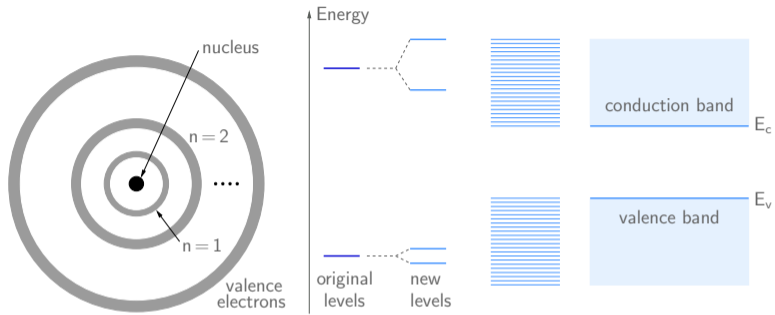 nucleus
n = 2
n = 1
valence
electrons
Energy
original
levels
new
levels
conduction band
E_c
E_v
valence band